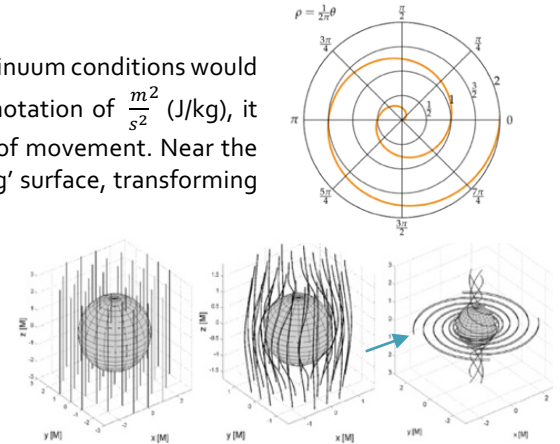 ρ = 1/2π θ
π/2
3π/4
π/4
inuum conditions would
notation of m²/s² (J/kg), it
of movement. Near the
g’ surface, transforming
1/2
1
3/2
2
π
0
5π/4
7π/4
3π/2
z [M]
y [M]
x [M]
z [M]
y [M]
x [M]
z [M]
y [M]
x [M]